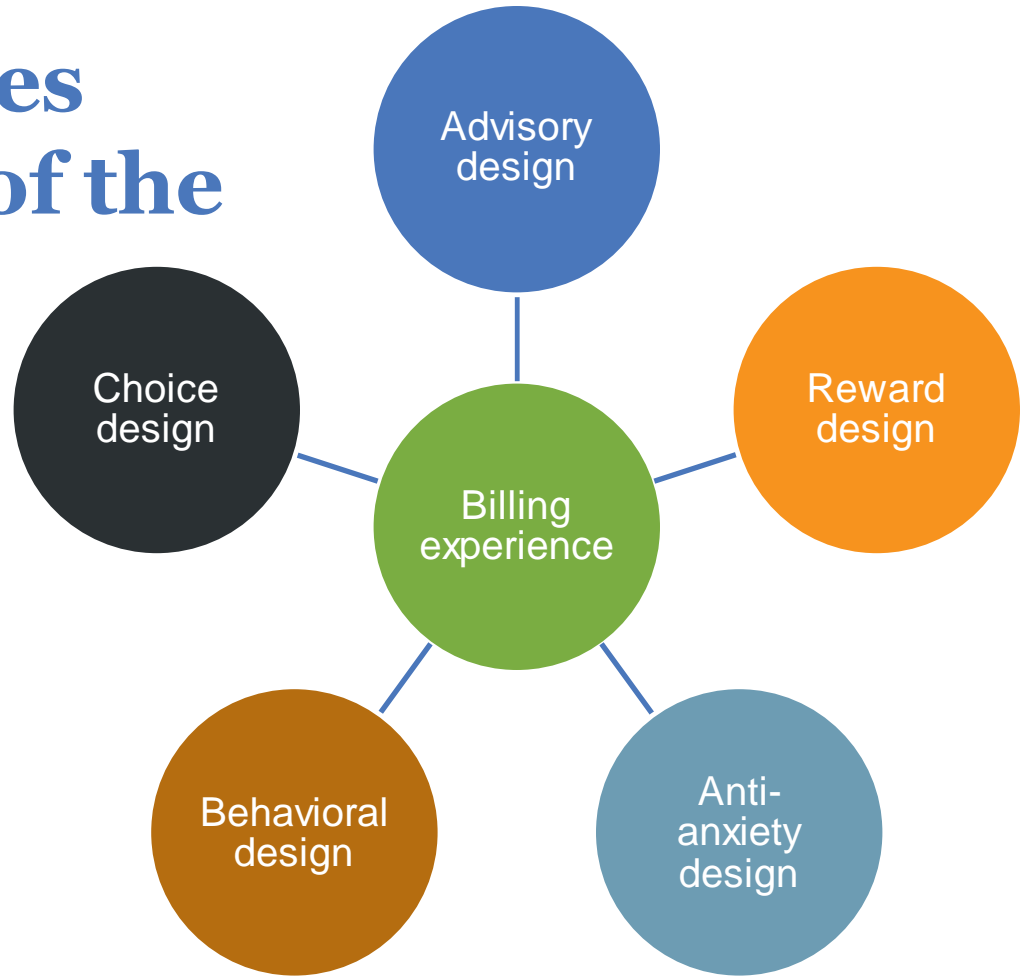 es
of the
Advisory
design
Choice
design
Reward
design
Billing
experience
Behavioral
design
Anti-
anxiety
design